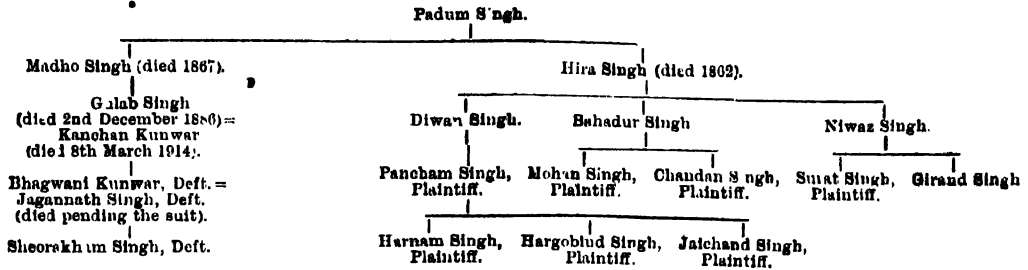 Padum Singh.
Madho Singh (died 1867).
Hira Singh (died 1802).
Gulab Singh
(died 2nd December 1886)=
Kanchan Kunwar
(died 8th March 1914).
Diwan Singh.
Bahadur Singh
Niwaz Singh.
Bhagwani Kunwar, Deft. =
Jagannath Singh, Deft.
(died pending the suit).
Pancham Singh,
Plaintiff.
Mohan Singh,
Plaintiff.
Chandan Singh,
Plaintiff.
Surat Singh,
Plaintiff.
Girand Singh
Sheorakham Singh, Deft.
Harnam Singh,
Plaintiff.
Hargobind Singh,
Plaintiff.
Jaichand Singh,
Plaintiff.